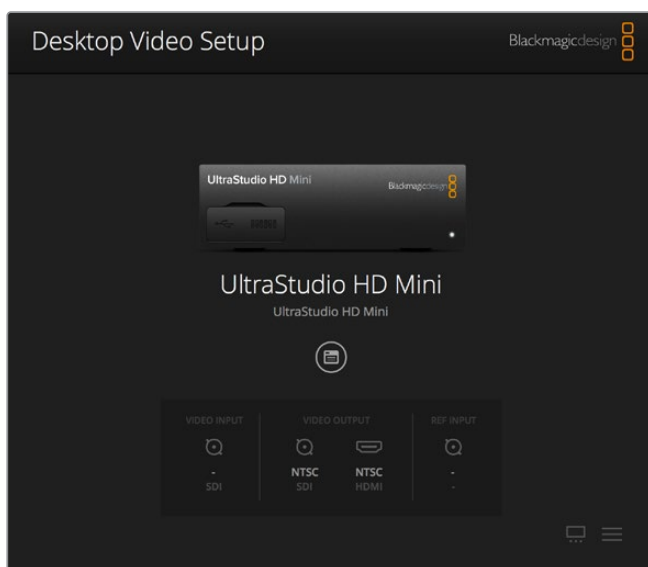 Desktop Video Setup
Blackmagicdesign
UltraStudio HD Mini
Blackmagicdesign
UltraStudio HD Mini
UltraStudio HD Mini
VIDEO INPUT VIDEO OUTPUT REF INPUT
- NTSC NTSC -
SDI SDI HDMI -